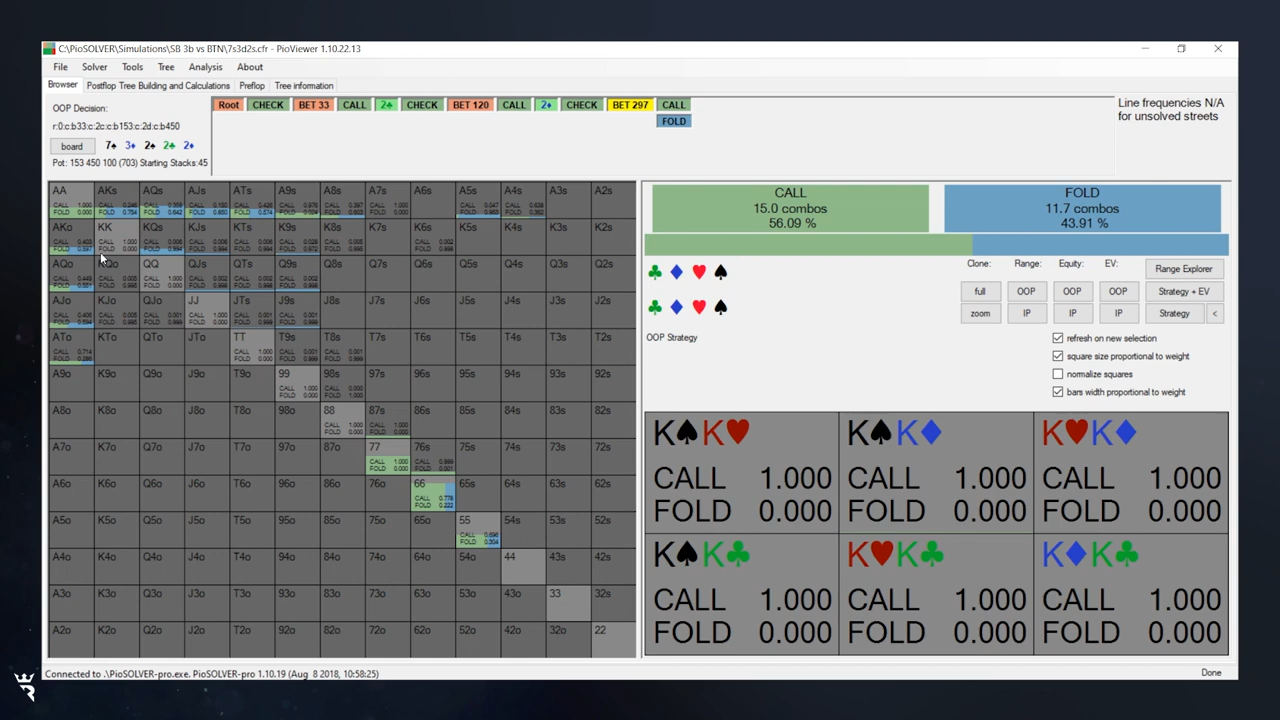 C:\PioSOLVER\Simulations\SB 3b vs BTN\7s3d2s.cfr - PioViewer 1.10.22.13
File Solver Tools Tree Analysis About
Browser Postflop Tree Building and Calculations Preflop Tree information
OOP Decision:
r:0:c:b33:c:2c:c:b153:c:2d:c:b450
board 7♠ 3♦ 2♠ 2♣ 2♦
Pot: 153 450 100 (703) Starting Stacks:45
Root CHECK BET 33 CALL 2♣ CHECK BET 120 CALL 2♦ CHECK BET 297 CALL
FOLD
Line frequencies N/A
for unsolved streets
AA AKs AQs AJs ATs A9s A8s A7s A6s A5s A4s A3s A2s
AKo KK KQs KJs KTs K9s K8s K7s K6s K5s K4s K3s K2s
AQo KQo QQ QJs QTs Q9s Q8s Q7s Q6s Q5s Q4s Q3s Q2s
AJo KJo QJo JJ JTs J9s J8s J7s J6s J5s J4s J3s J2s
ATo KTo QTo JTo TT T9s T8s T7s T6s T5s T4s T3s T2s
A9o K9o Q9o J9o T9o 99 98s 97s 96s 95s 94s 93s 92s
A8o K8o Q8o J8o T8o 98o 88 87s 86s 85s 84s 83s 82s
A7o K7o Q7o J7o T7o 97o 87o 77 76s 75s 74s 73s 72s
A6o K6o Q6o J6o T6o 96o 86o 76o 66 65s 64s 63s 62s
A5o K5o Q5o J5o T5o 95o 85o 75o 65o 55 54s 53s 52s
A4o K4o Q4o J4o T4o 94o 84o 74o 64o 54o 44 43s 42s
A3o K3o Q3o J3o T3o 93o 83o 73o 63o 53o 43o 33 32s
A2o K2o Q2o J2o T2o 92o 82o 72o 62o 52o 42o 32o 22
CALL
15.0 combos
56.09 %
FOLD
11.7 combos
43.91 %
♣ ♦ ♥ ♠
♣ ♦ ♥ ♠
OOP Strategy
Clone: Range: Equity: EV: Range Explorer
full OOP OOP OOP Strategy + EV
zoom IP IP IP Strategy <
refresh on new selection
square size proportional to weight
normalize squares
bars width proportional to weight
K♠K♥ K♠K♦ K♥K♦
CALL 1.000 CALL 1.000 CALL 1.000
FOLD 0.000 FOLD 0.000 FOLD 0.000
K♠K♣ K♥K♣ K♦K♣
CALL 1.000 CALL 1.000 CALL 1.000
FOLD 0.000 FOLD 0.000 FOLD 0.000
Connected to .\PioSOLVER-pro.exe. PioSOLVER-pro 1.10.19 (Aug 8 2018, 10:58:25)
Done
R